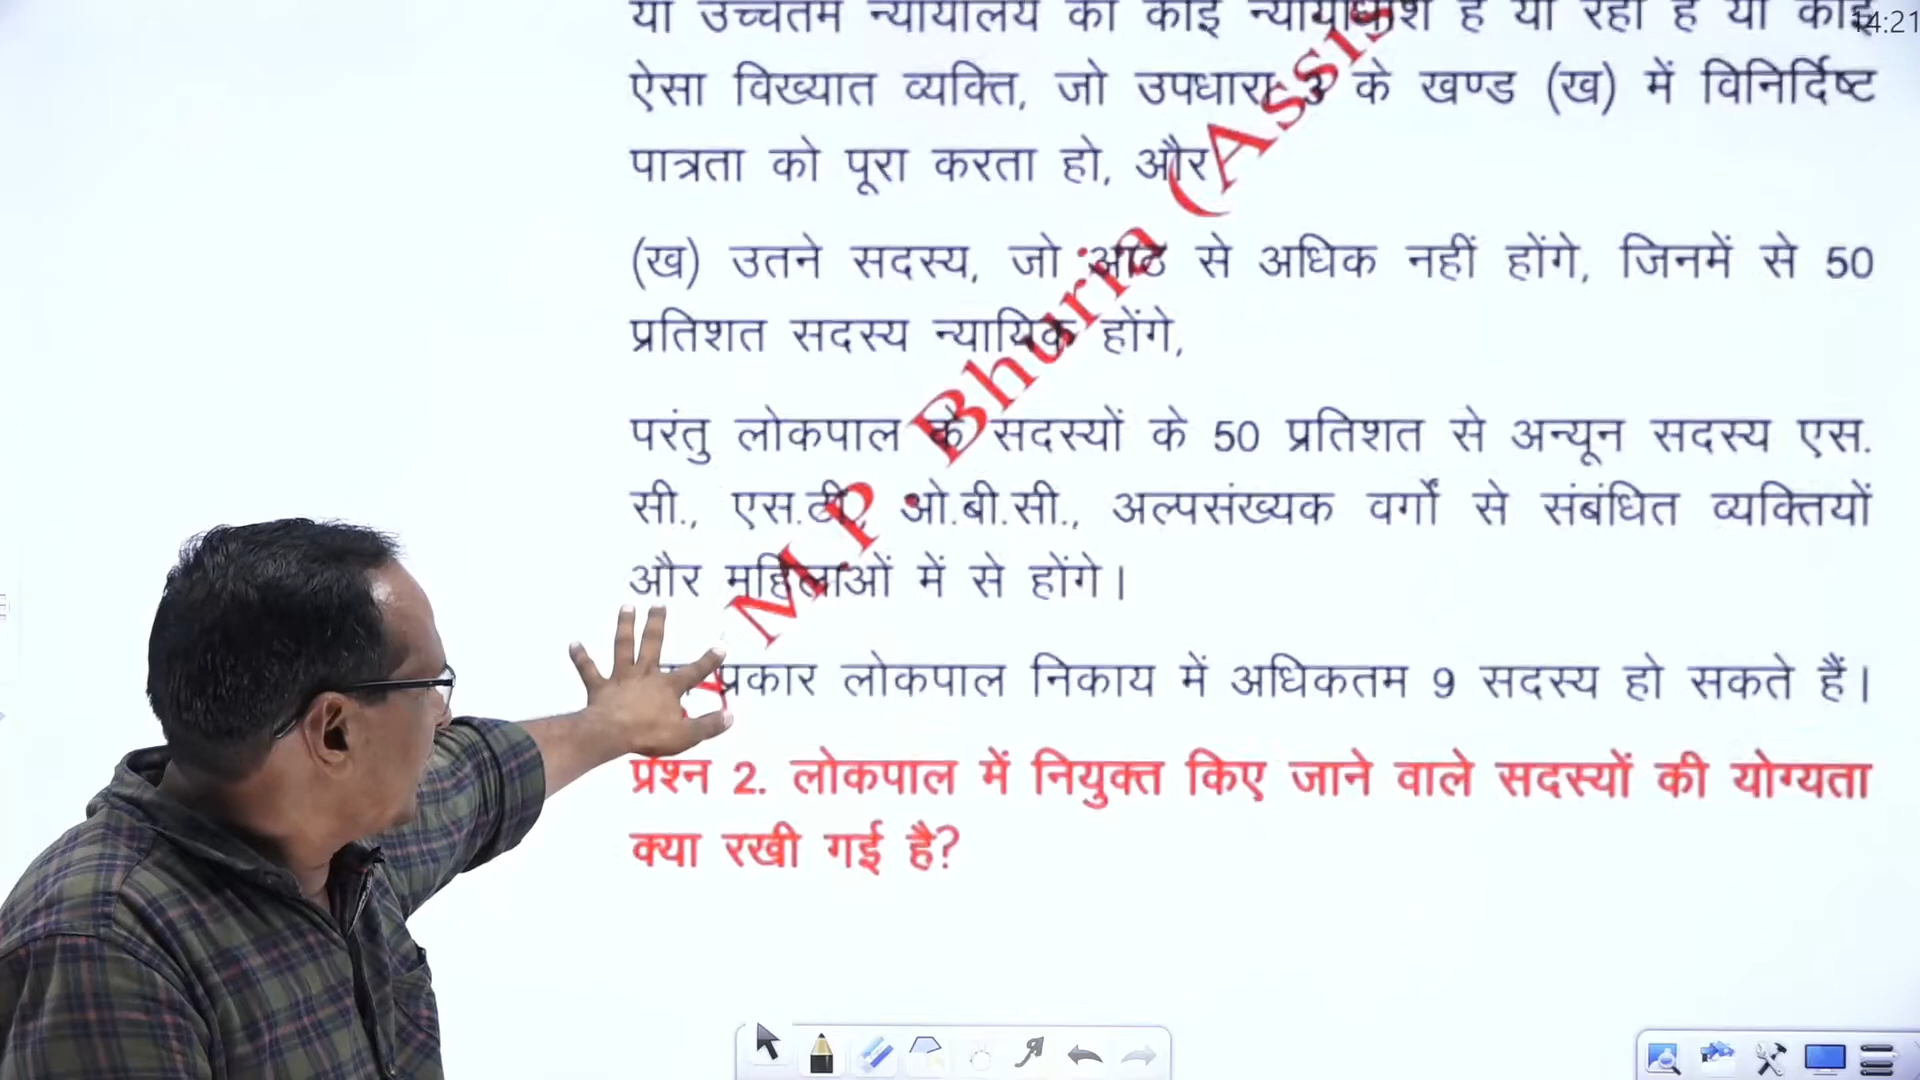 या उच्चतम न्यायालय का कोई न्यायाधीश है या रहा है या कोई
14:21
ऐसा विख्यात व्यक्ति, जो उपधारा 3 के खण्ड (ख) में विनिर्दिष्ट
पात्रता को पूरा करता हो, और
(ख) उतने सदस्य, जो आठ से अधिक नहीं होंगे, जिनमें से 50
प्रतिशत सदस्य न्यायिक होंगे,
परंतु लोकपाल के सदस्यों के 50 प्रतिशत से अन्यून सदस्य एस.
सी., एस.टी., ओ.बी.सी., अल्पसंख्यक वर्गों से संबंधित व्यक्तियों
और महिलाओं में से होंगे।
प्रकार लोकपाल निकाय में अधिकतम 9 सदस्य हो सकते हैं।
प्रश्न 2. लोकपाल में नियुक्त किए जाने वाले सदस्यों की योग्यता
क्या रखी गई है?
M.P. Bhuria (Assis